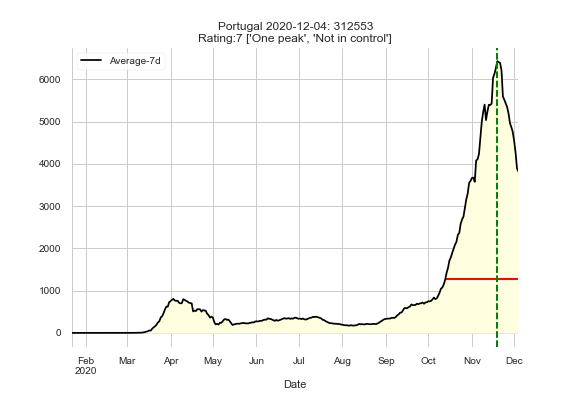 Portugal 2020-12-04: 312553
Rating:7 ['One peak', 'Not in control']
Average-7d
6000
5000
4000
3000
2000
1000
0
Feb Mar Apr May Jun Jul Aug Sep Oct Nov Dec
2020
Date